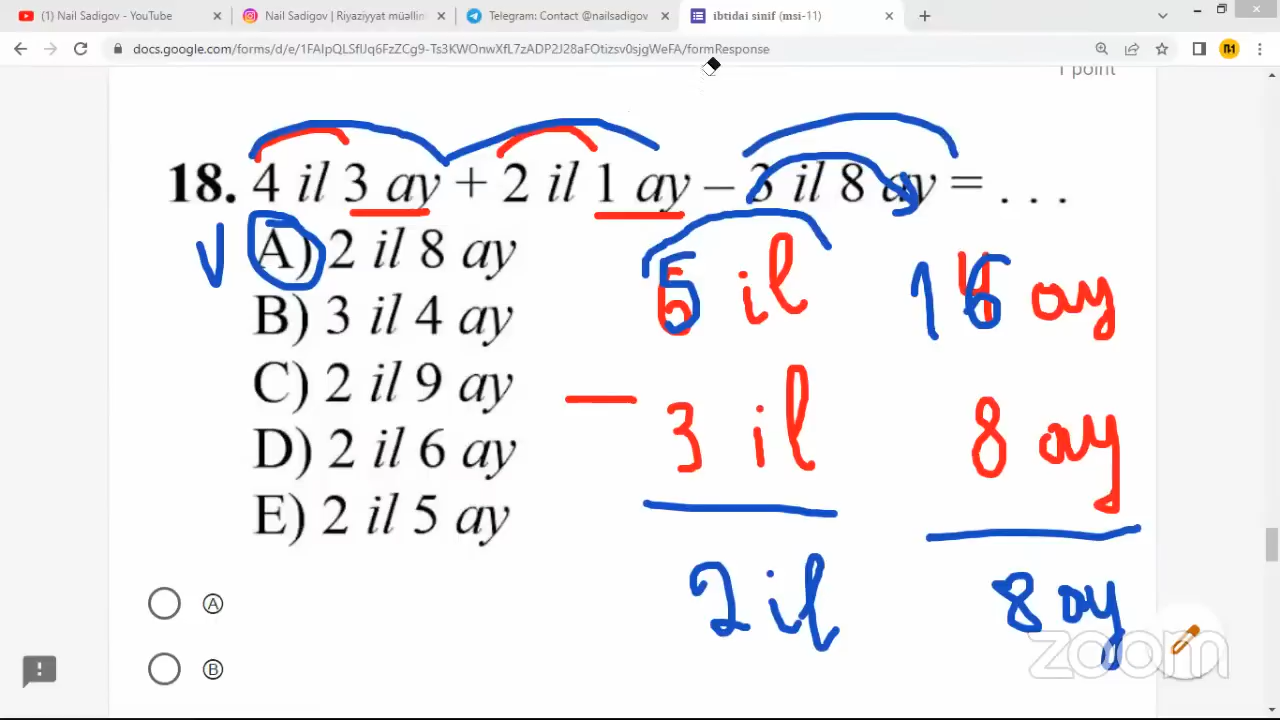 (1) Nail Sadigov - YouTube
Nail Sadigov | Riyaziyyat müəllim
Telegram: Contact @nailsadigov
ibtidai sinif (msi-11)
docs.google.com/forms/d/e/1FAIpQLSfUq6FzZCg9-Ts3KWOnwXfL7zADP2J28aFOtizsv0sjgWeFA/formResponse
1 point
18. 4 il 3 ay + 2 il 1 ay – 3 il 8 ay = . . .
A) 2 il 8 ay
B) 3 il 4 ay
C) 2 il 9 ay
D) 2 il 6 ay
E) 2 il 5 ay
5 il 16 ay
– 3 il 8 ay
2 il 8 ay
A
B
zoom